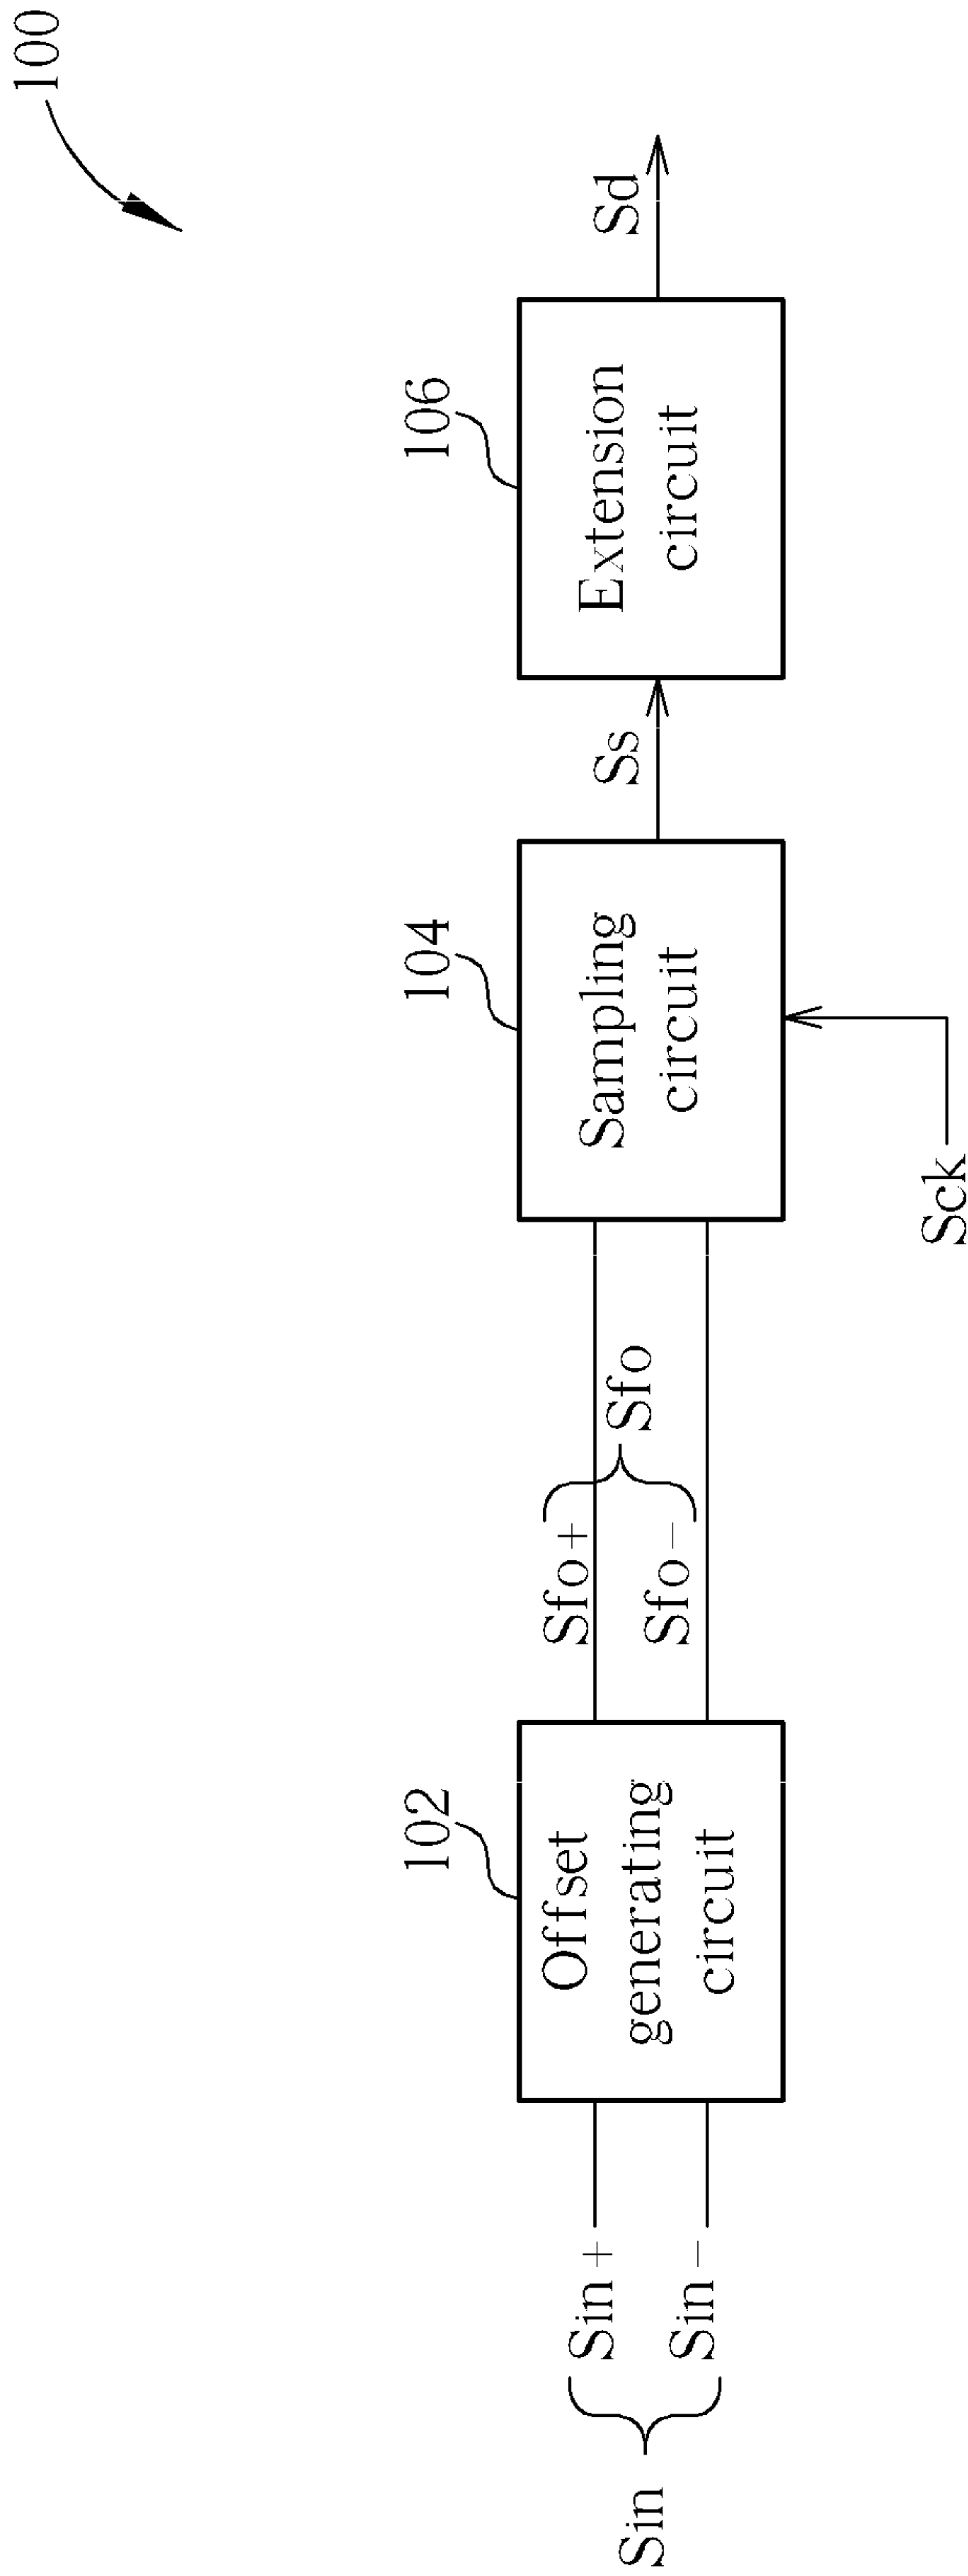 100
102
104
106
Offset
generating
circuit
Sampling
circuit
Extension
circuit
Sin
Sin+
Sin−
Sfo+
Sfo−
Sfo
Ss
Sd
Sck